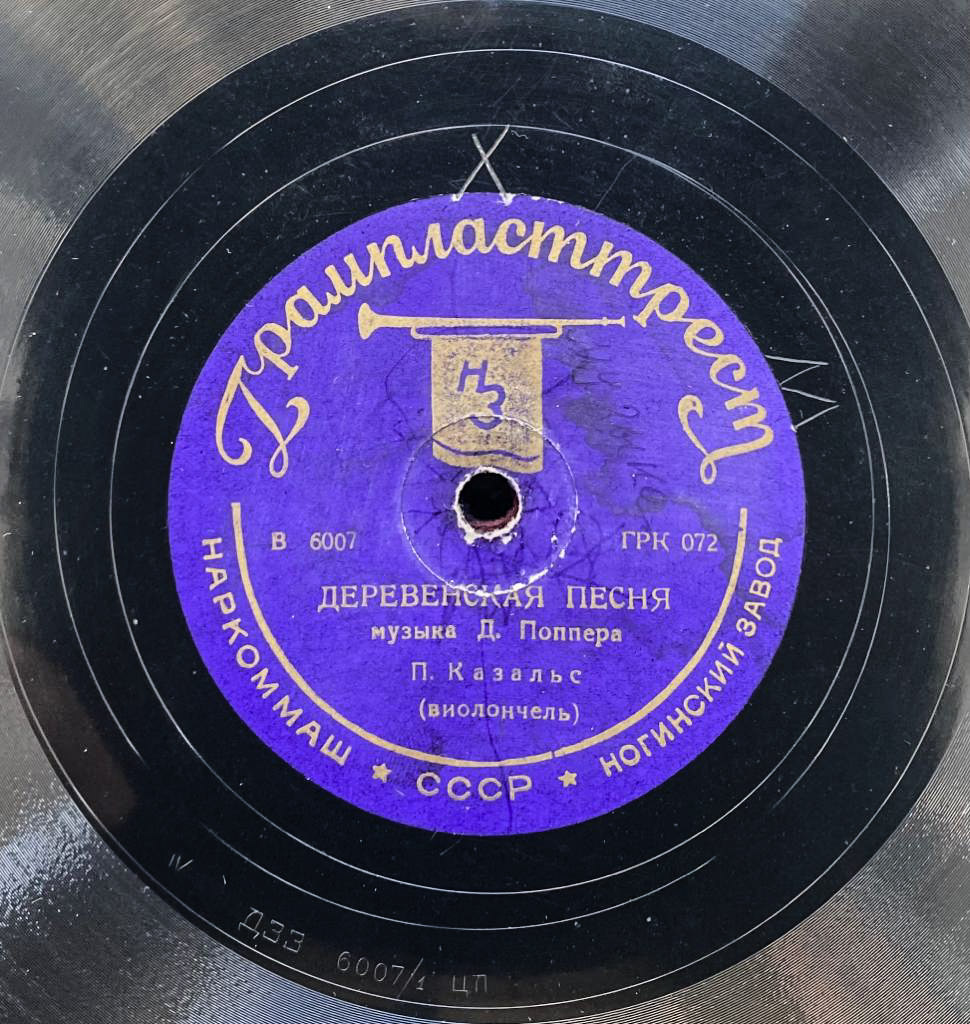 Грампласттрест
НЗ
В 6007
ГРК 072
ДЕРЕВЕНСКАЯ ПЕСНЯ
музыка Д. Поппера
П. Казальс
(виолончель)
НАРКОММАШ ★ СССР ★ НОГИНСКИЙ ЗАВОД
IV
ДЗЗ 6007/1 ЦП